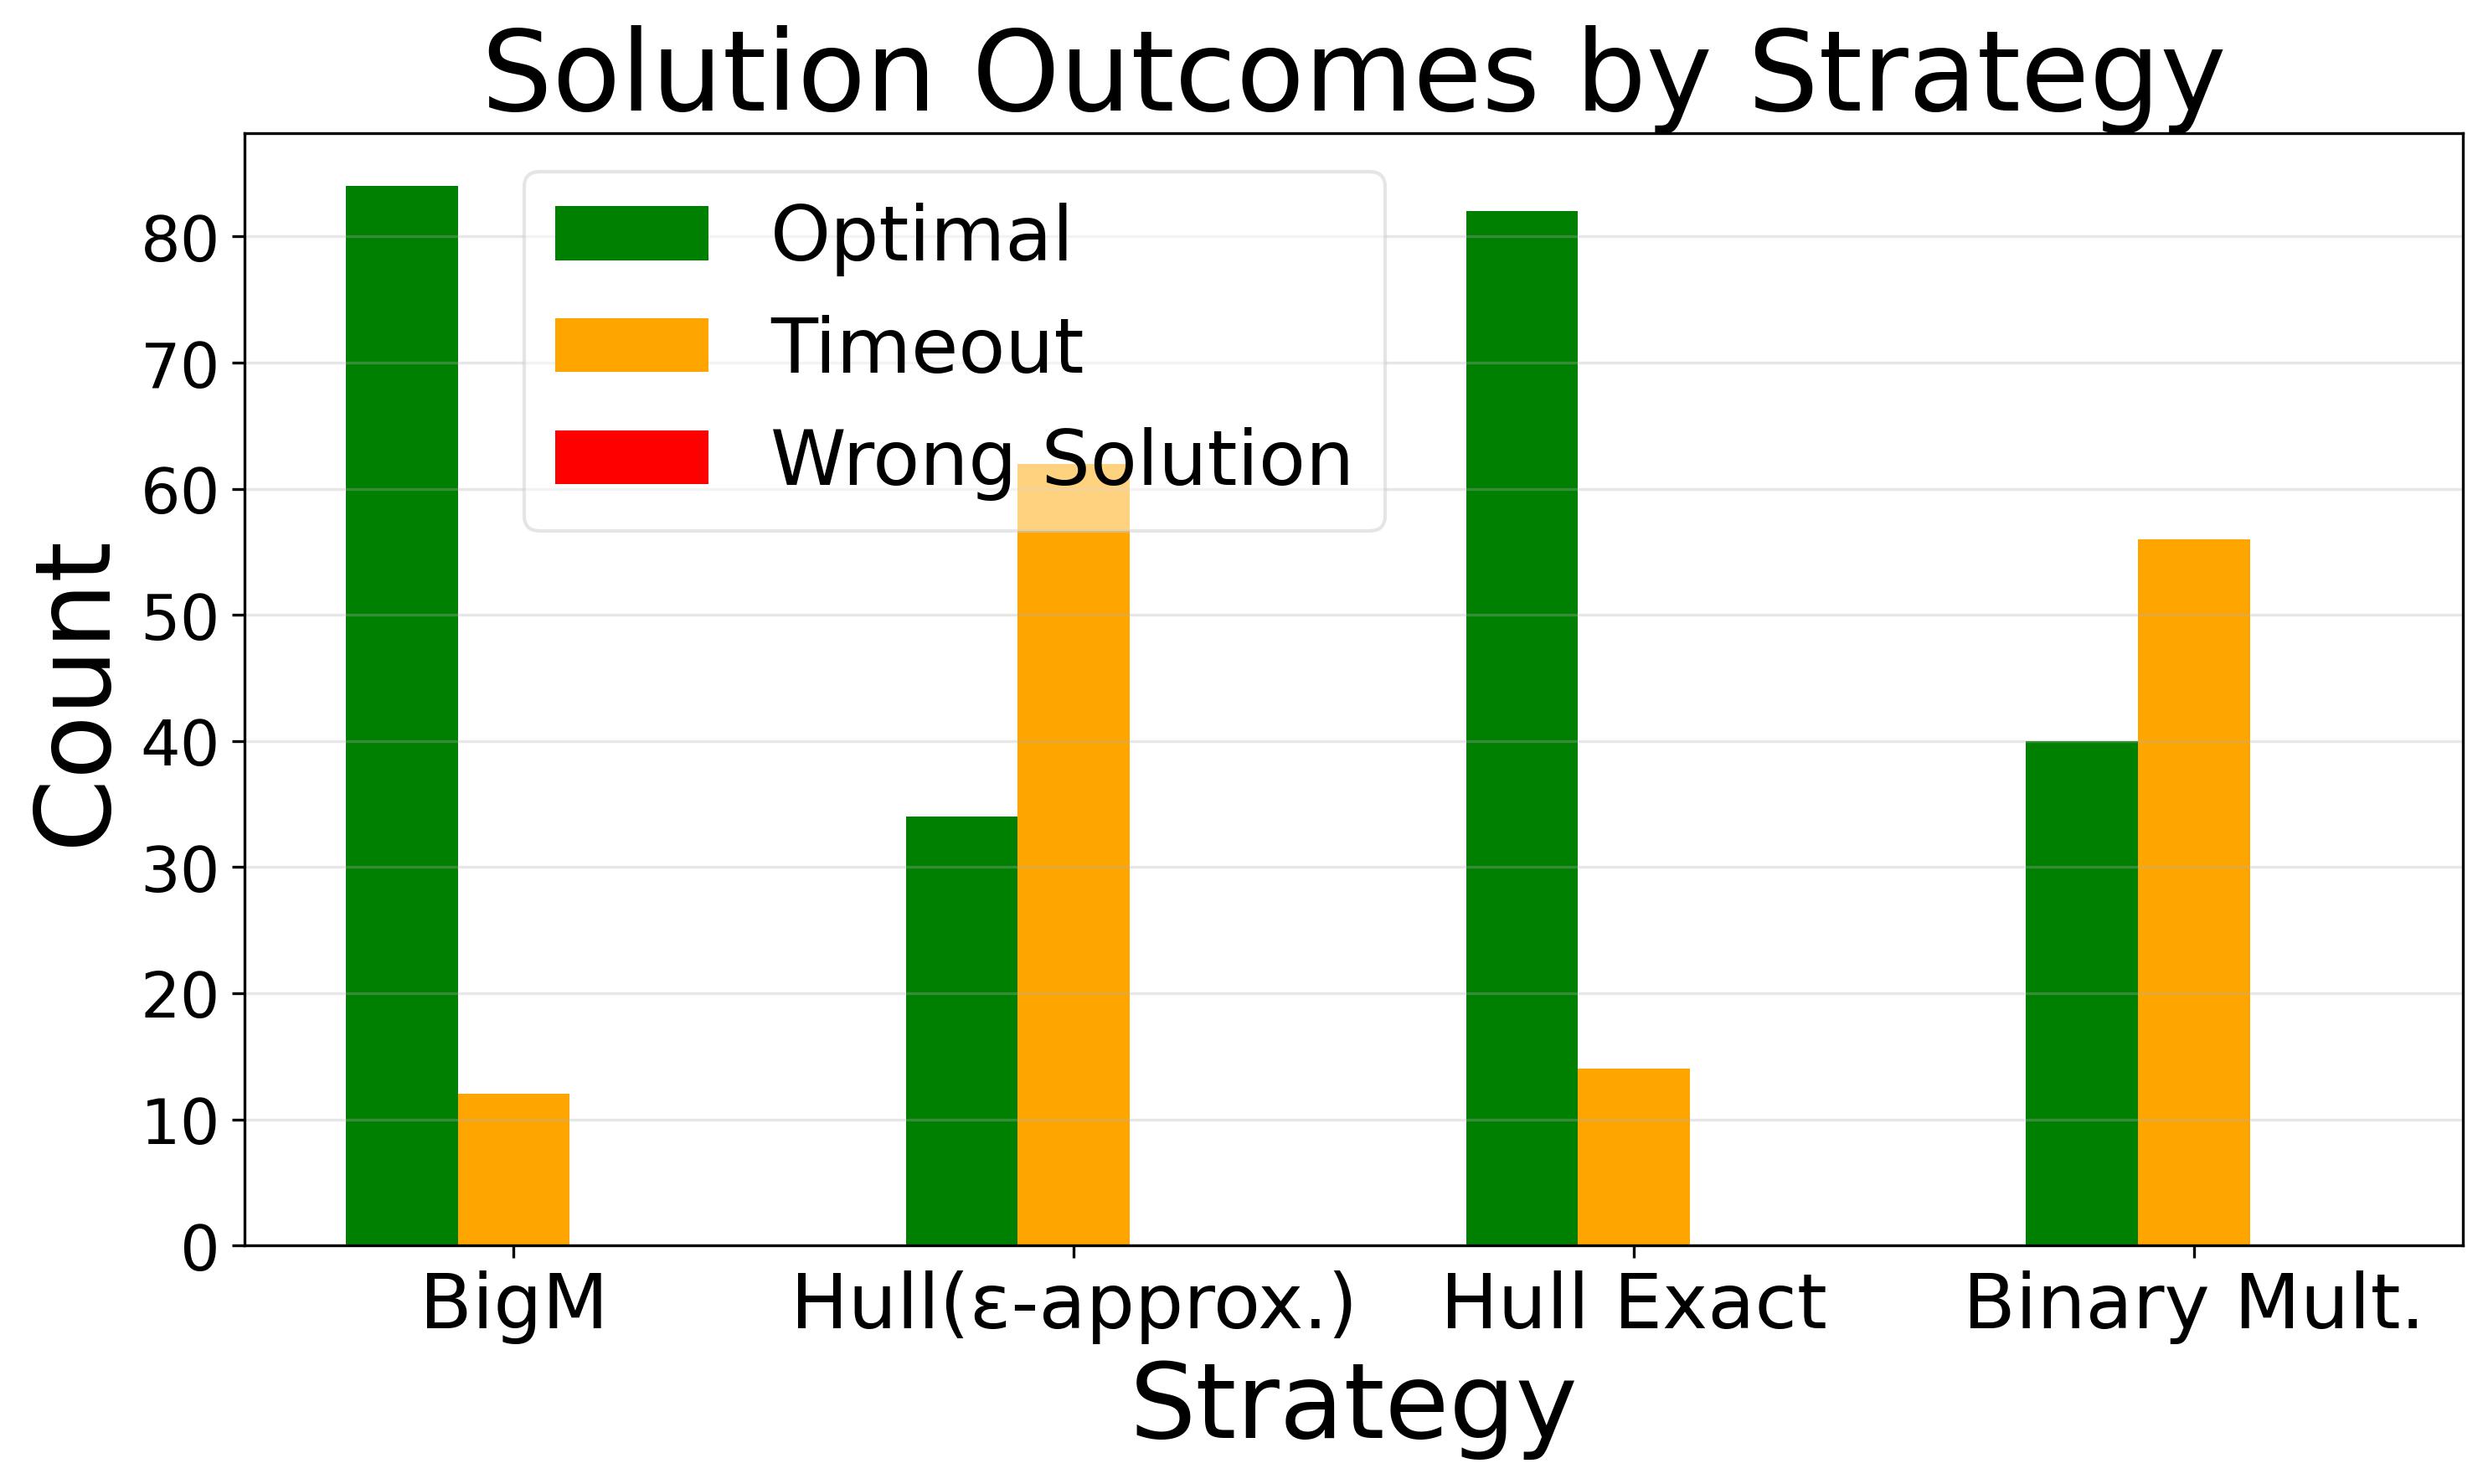 Solution Outcomes by Strategy
Optimal
Timeout
Wrong Solution
Count
80
70
60
50
40
30
20
10
0
BigM Hull(ε-approx.) Hull Exact Binary Mult.
Strategy